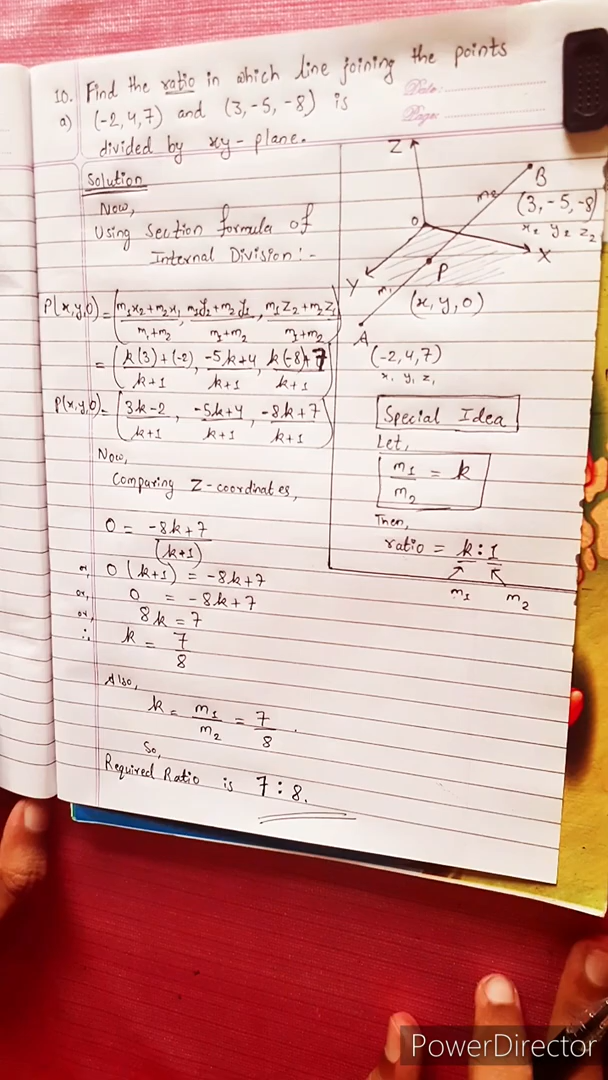 10. Find the ratio in which line joining the points
a) (-2,4,7) and (3,-5,-8) is
divided by xy-plane.
Date:
Page:
Solution
Now,
Using section formula of
Internal Division:-
P(x,y,0) = (m₁x₂+m₂x₁/m₁+m₂, m₁y₂+m₂y₁/m₁+m₂, m₁z₂+m₂z₁/m₁+m₂)
= (k(3)+(-2)/k+1, -5k+4/k+1, k(-8)+7/k+1)
P(x,y,0) = (3k-2/k+1, -5k+4/k+1, -8k+7/k+1)
Now,
Comparing Z-coordinates,
0 = -8k+7/(k+1)
or, 0(k+1) = -8k+7
or, 0 = -8k+7
or, 8k = 7
∴ k = 7/8
Also,
k = m₁/m₂ = 7/8.
So,
Required Ratio is 7:8.
Z
B
m₂
(3,-5,-8)
x₂ y₂ z₂
O
X
Y
P
m₁
(x,y,0)
A
(-2,4,7)
x₁ y₁ z₁
Special Idea
Let,
m₁/m₂ = k
Then,
ratio = k:1
m₁ m₂
PowerDirector